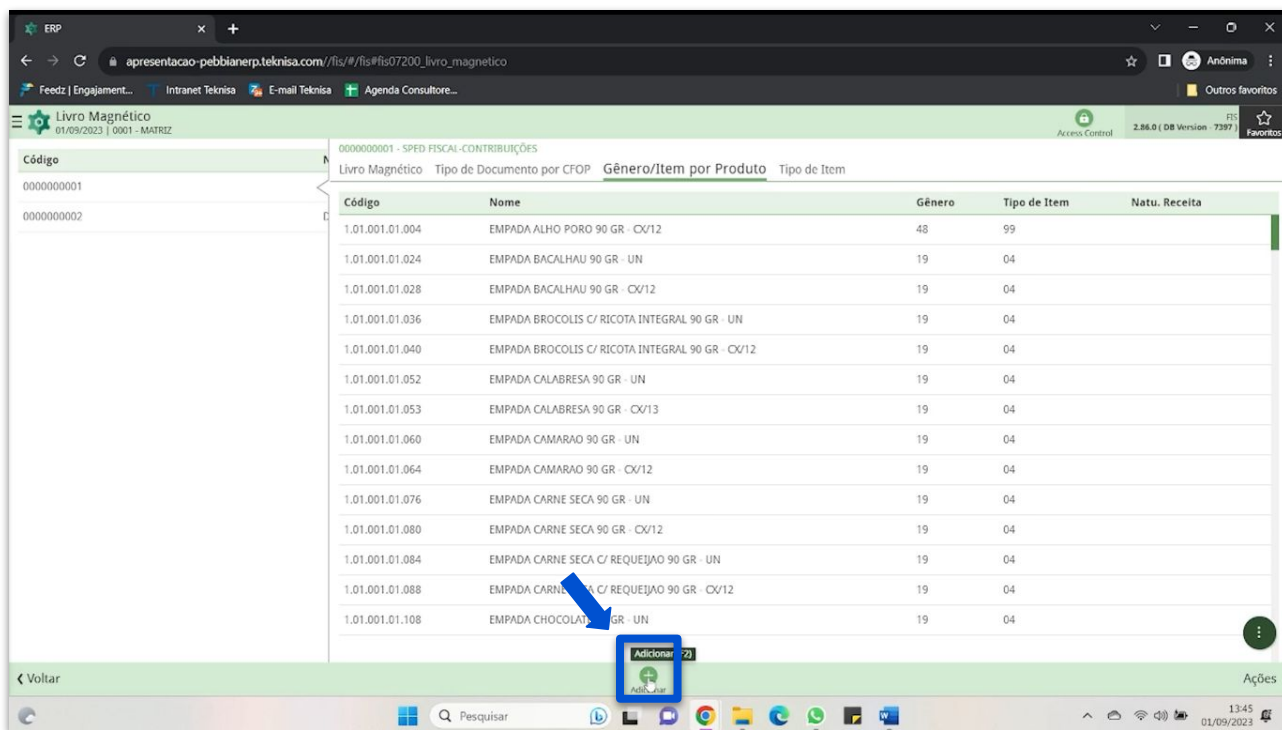 ERP
apresentacao-pebbianerp.teknisa.com//fis/#/fis#fis07200_livro_magnetico
Anônima
Feedz | Engajament... Intranet Teknisa E-mail Teknisa Agenda Consultore... Outros favoritos
Livro Magnético
01/09/2023 | 0001 - MATRIZ
Access Control
FIS
2.86.0 ( DB Version - 7397 )
Favoritos
Código N
0000000001
0000000002 D
0000000001 - SPED FISCAL-CONTRIBUIÇÕES
Livro Magnético Tipo de Documento por CFOP Gênero/Item por Produto Tipo de Item
Código Nome Gênero Tipo de Item Natu. Receita
1.01.001.01.004 EMPADA ALHO PORO 90 GR - CX/12 48 99
1.01.001.01.024 EMPADA BACALHAU 90 GR - UN 19 04
1.01.001.01.028 EMPADA BACALHAU 90 GR - CX/12 19 04
1.01.001.01.036 EMPADA BROCOLIS C/ RICOTA INTEGRAL 90 GR - UN 19 04
1.01.001.01.040 EMPADA BROCOLIS C/ RICOTA INTEGRAL 90 GR - CX/12 19 04
1.01.001.01.052 EMPADA CALABRESA 90 GR - UN 19 04
1.01.001.01.053 EMPADA CALABRESA 90 GR - CX/13 19 04
1.01.001.01.060 EMPADA CAMARAO 90 GR - UN 19 04
1.01.001.01.064 EMPADA CAMARAO 90 GR - CX/12 19 04
1.01.001.01.076 EMPADA CARNE SECA 90 GR - UN 19 04
1.01.001.01.080 EMPADA CARNE SECA 90 GR - CX/12 19 04
1.01.001.01.084 EMPADA CARNE SECA C/ REQUEIJAO 90 GR - UN 19 04
1.01.001.01.088 EMPADA CARNE C/ REQUEIJAO 90 GR - CX/12 19 04
1.01.001.01.108 EMPADA GR - UN 19 04
Adicionar
Voltar
Adicionar
Ações
Pesquisar
13:45
01/09/2023